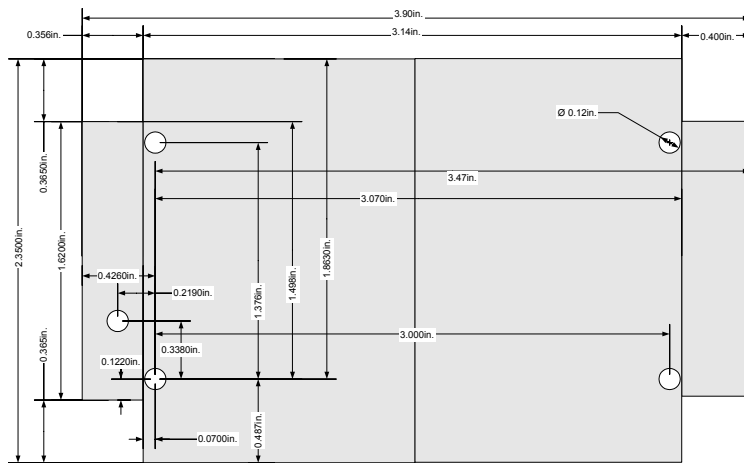 3.90in.
0.356in.
3.14in.
0.400in.
Ø 0.12in.
0.3650in.
3.47in.
3.070in.
2.3500in.
1.6200in.
1.376in.
1.498in.
1.8630in.
0.4260in.
0.2190in.
3.000in.
0.365in.
0.3380in.
0.1220in.
0.487in.
0.0700in.